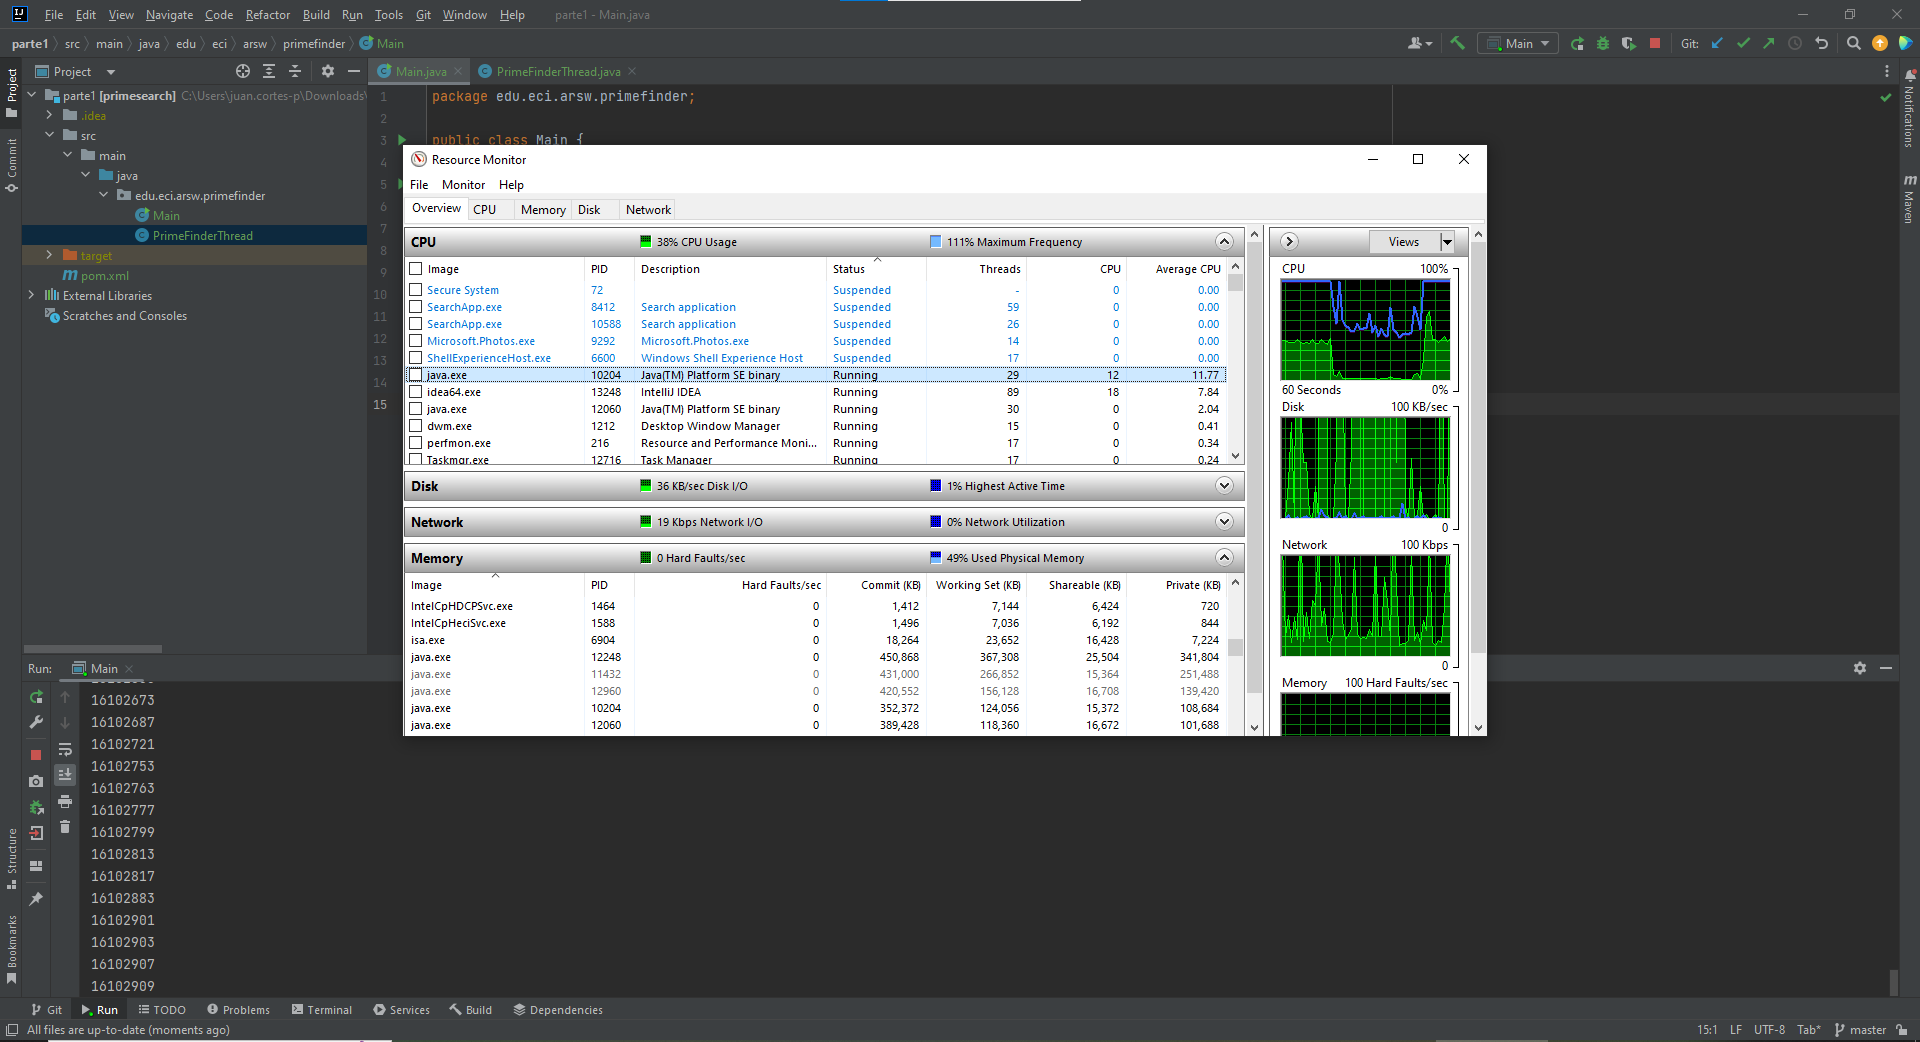 File Edit View Navigate Code Refactor Build Run Tools Git Window Help parte1 - Main.java
parte1 src main java edu eci arsw primefinder Main
Main Git:
Project
Main.java PrimeFinderThread.java
parte1 [primesearch] C:\Users\juan.cortes-p\Downloads\
.idea
src
main
java
edu.eci.arsw.primefinder
Main
PrimeFinderThread
target
pom.xml
External Libraries
Scratches and Consoles
Project
Commit
Structure
Bookmarks
Notifications
Maven
1 package edu.eci.arsw.primefinder;
2
3 public class Main {
4
5
6
7
8
9
10
11
12
13
14
15
Resource Monitor
File Monitor Help
Overview CPU Memory Disk Network
CPU 38% CPU Usage 111% Maximum Frequency
Image PID Description Status Threads CPU Average CPU
Secure System 72 Suspended - 0 0.00
SearchApp.exe 8412 Search application Suspended 59 0 0.00
SearchApp.exe 10588 Search application Suspended 26 0 0.00
Microsoft.Photos.exe 9292 Microsoft.Photos.exe Suspended 14 0 0.00
ShellExperienceHost.exe 6600 Windows Shell Experience Host Suspended 17 0 0.00
java.exe 10204 Java(TM) Platform SE binary Running 29 12 11.77
idea64.exe 13248 IntelliJ IDEA Running 89 18 7.84
java.exe 12060 Java(TM) Platform SE binary Running 30 0 2.04
dwm.exe 1212 Desktop Window Manager Running 15 0 0.41
perfmon.exe 216 Resource and Performance Moni... Running 17 0 0.34
Taskmgr.exe 12716 Task Manager Running 17 0 0.24
Disk 36 KB/sec Disk I/O 1% Highest Active Time
Network 19 Kbps Network I/O 0% Network Utilization
Memory 0 Hard Faults/sec 49% Used Physical Memory
Image PID Hard Faults/sec Commit (KB) Working Set (KB) Shareable (KB) Private (KB)
IntelCpHDCPSvc.exe 1464 0 1,412 7,144 6,424 720
IntelCpHeciSvc.exe 1588 0 1,496 7,036 6,192 844
isa.exe 6904 0 18,264 23,652 16,428 7,224
java.exe 12248 0 450,868 367,308 25,504 341,804
java.exe 11432 0 431,000 266,852 15,364 251,488
java.exe 12960 0 420,552 156,128 16,708 139,420
java.exe 10204 0 352,372 124,056 15,372 108,684
java.exe 12060 0 389,428 118,360 16,672 101,688
Views
CPU 100%
60 Seconds 0%
Disk 100 KB/sec
0
Network 100 Kbps
0
Memory 100 Hard Faults/sec
Run: Main
16102673
16102687
16102721
16102753
16102763
16102777
16102799
16102813
16102817
16102883
16102901
16102903
16102907
16102909
Git Run TODO Problems Terminal Services Build Dependencies
All files are up-to-date (moments ago) 15:1 LF UTF-8 Tab* master